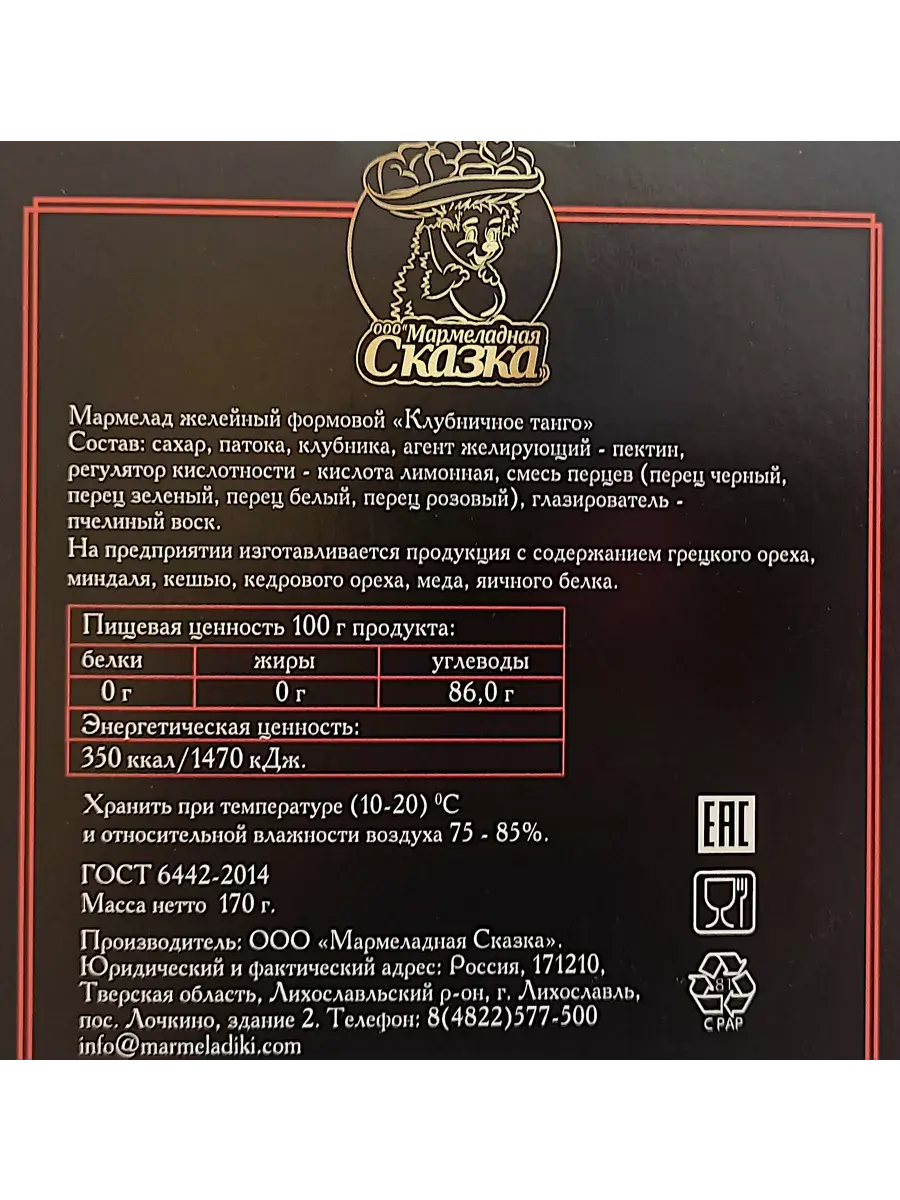 ООО "Мармеладная
Сказка"
Мармелад желейный формовой «Клубничное танго»
Состав: сахар, патока, клубника, агент желирующий - пектин,
регулятор кислотности - кислота лимонная, смесь перцев (перец черный,
перец зеленый, перец белый, перец розовый), глазирователь -
пчелиный воск.
На предприятии изготавливается продукция с содержанием грецкого ореха,
миндаля, кешью, кедрового ореха, меда, яичного белка.
Пищевая ценность 100 г продукта:
белки жиры углеводы
0 г 0 г 86,0 г
Энергетическая ценность:
350 ккал/1470 кДж.
Хранить при температуре (10-20) ⁰С
и относительной влажности воздуха 75 - 85%.
ЕАС
ГОСТ 6442-2014
Масса нетто 170 г.
Производитель: ООО «Мармеладная Сказка».
Юридический и фактический адрес: Россия, 171210,
Тверская область, Лихославльский р-он, г. Лихославль,
пос. Лочкино, здание 2. Телефон: 8(4822)577-500
info@marmeladiki.com
81
C PAP